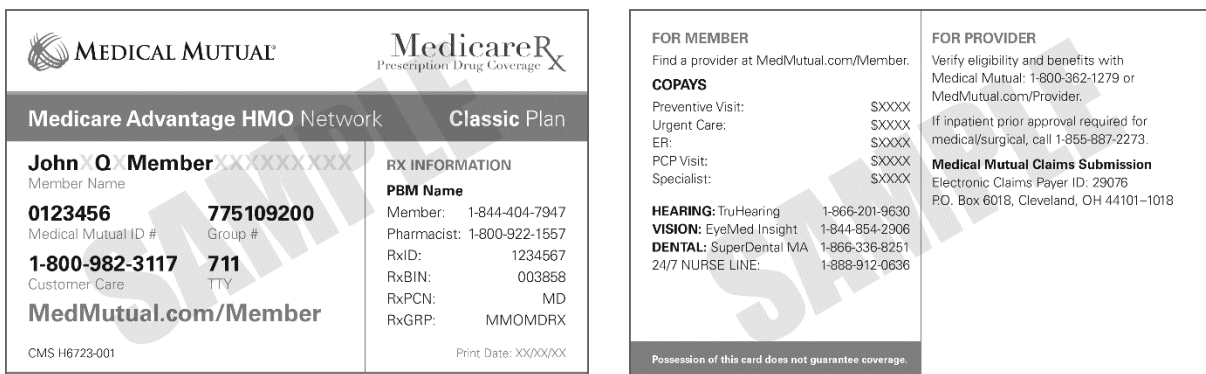 MEDICAL MUTUAL®
MedicareRx
Prescription Drug Coverage
Medicare Advantage HMO Network
Classic Plan
JohnXQXMemberXXXXXXXXX
Member Name
0123456
775109200
Medical Mutual ID #
Group #
1-800-982-3117
711
Customer Care
TTY
MedMutual.com/Member
CMS H6723-001
RX INFORMATION
PBM Name
Member: 1-844-404-7947
Pharmacist: 1-800-922-1557
RxID: 1234567
RxBIN: 003858
RxPCN: MD
RxGRP: MMOMDRX
Print Date: XX/XX/XX
SAMPLE
FOR MEMBER
Find a provider at MedMutual.com/Member.
COPAYS
Preventive Visit: $XXXX
Urgent Care: $XXXX
ER: $XXXX
PCP Visit: $XXXX
Specialist: $XXXX
HEARING: TruHearing 1-866-201-9630
VISION: EyeMed Insight 1-844-854-2906
DENTAL: SuperDental MA 1-866-336-8251
24/7 NURSE LINE: 1-888-912-0636
Possession of this card does not guarantee coverage.
FOR PROVIDER
Verify eligibility and benefits with
Medical Mutual: 1-800-362-1279 or
MedMutual.com/Provider.
If inpatient prior approval required for
medical/surgical, call 1-855-887-2273.
Medical Mutual Claims Submission
Electronic Claims Payer ID: 29076
P.O. Box 6018, Cleveland, OH 44101–1018
SAMPLE